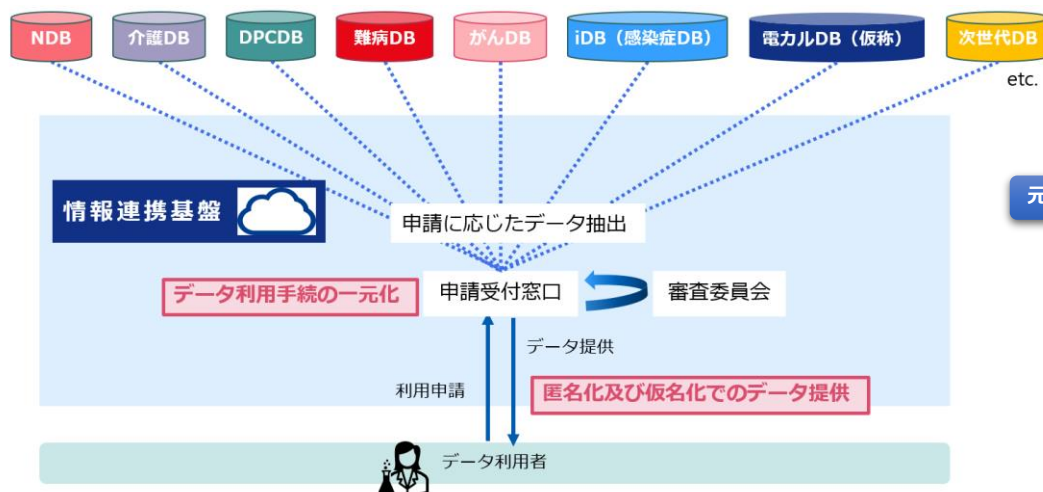 NDB
介護DB
DPCDB
難病DB
がんDB
iDB（感染症DB）
電カルDB（仮称）
次世代DB
etc.
情報連携基盤
元
申請に応じたデータ抽出
データ利用手続の一元化
申請受付窓口
審査委員会
データ提供
利用申請
匿名化及び仮名化でのデータ提供
データ利用者